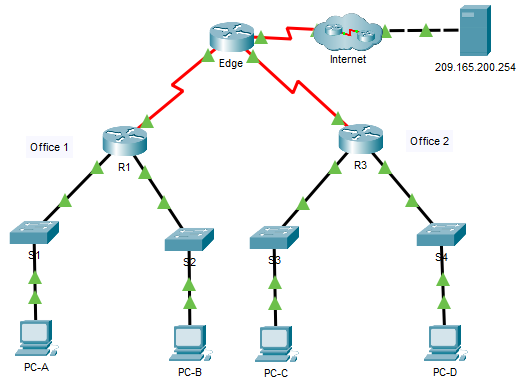 Edge
Internet
209.165.200.254
Office 1
R1
R3
Office 2
S1
S2
S3
S4
PC-A
PC-B
PC-C
PC-D